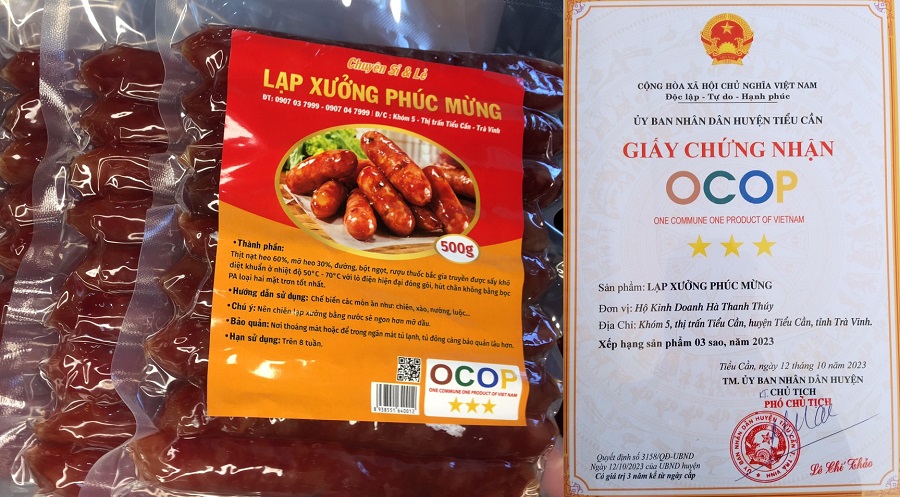 Chuyên Sỉ & Lẻ
LẠP XƯỞNG PHÚC MỪNG
ĐT: 0907 03 7999 - 0907 04 7999 | Đ/C : Khóm 5 - Thị trấn Tiểu Cần - Trà Vinh
500g
• Thành phần:
Thịt nạt heo 60%, mỡ heo 30%, đường, bột ngọt, rượu thuốc bắc gia truyền được sấy khô
diệt khuẩn ở nhiệt độ 50°C - 70°C với lò điện hiện đại đóng gói, hút chân không bằng bọc
PA loại hai mặt trơn tốt nhất.
• Hướng dẫn sử dụng: Chế biến các món ăn như: chiên, xào, nướng, luộc...
• Chú ý: Nên chiên lạp xưởng bằng nước sẽ ngon hơn mỡ dầu.
• Bảo quản: Nơi thoáng mát hoặc để trong ngăn mát tủ lạnh, tủ đông càng bảo quản lâu hơn.
• Hạn sử dụng: Trên 8 tuần.
OCOP
ONE COMMUNE ONE PRODUCT OF VIETNAM
CỘNG HÒA XÃ HỘI CHỦ NGHĨA VIỆT NAM
Độc lập - Tự do - Hạnh phúc
ỦY BAN NHÂN DÂN HUYỆN TIỂU CẦN
GIẤY CHỨNG NHẬN
OCOP
ONE COMMUNE ONE PRODUCT OF VIETNAM
Sản phẩm: LẠP XƯỞNG PHÚC MỪNG
Đơn vị: Hộ Kinh Doanh Hà Thanh Thúy
Địa Chỉ: Khóm 5, thị trấn Tiểu Cần, huyện Tiểu Cần, tỉnh Trà Vinh.
Xếp hạng sản phẩm 03 sao, năm 2023
Tiểu Cần, ngày 12 tháng 10 năm 2023
TM. ỦY BAN NHÂN DÂN HUYỆN
KT. CHỦ TỊCH
PHÓ CHỦ TỊCH
Quyết định số 3158/QĐ-UBND
Ngày 12/10/2023 của UBND huyện
Có giá trị 3 năm kể từ ngày cấp
Lê Chí Thảo